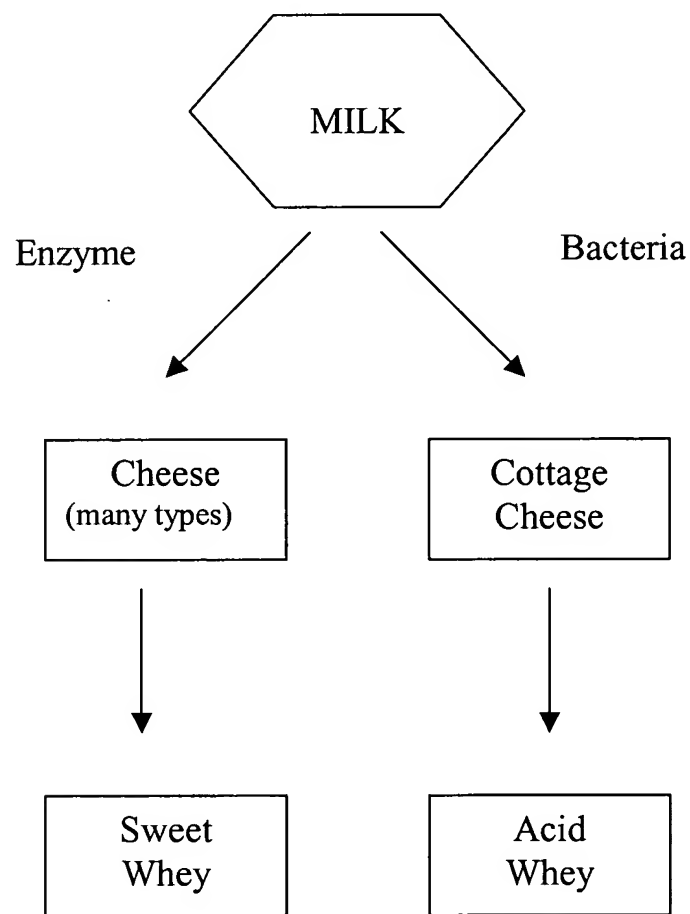 MILK
Enzyme
Bacteria
Cheese
(many types)
Cottage
Cheese
Sweet
Whey
Acid
Whey